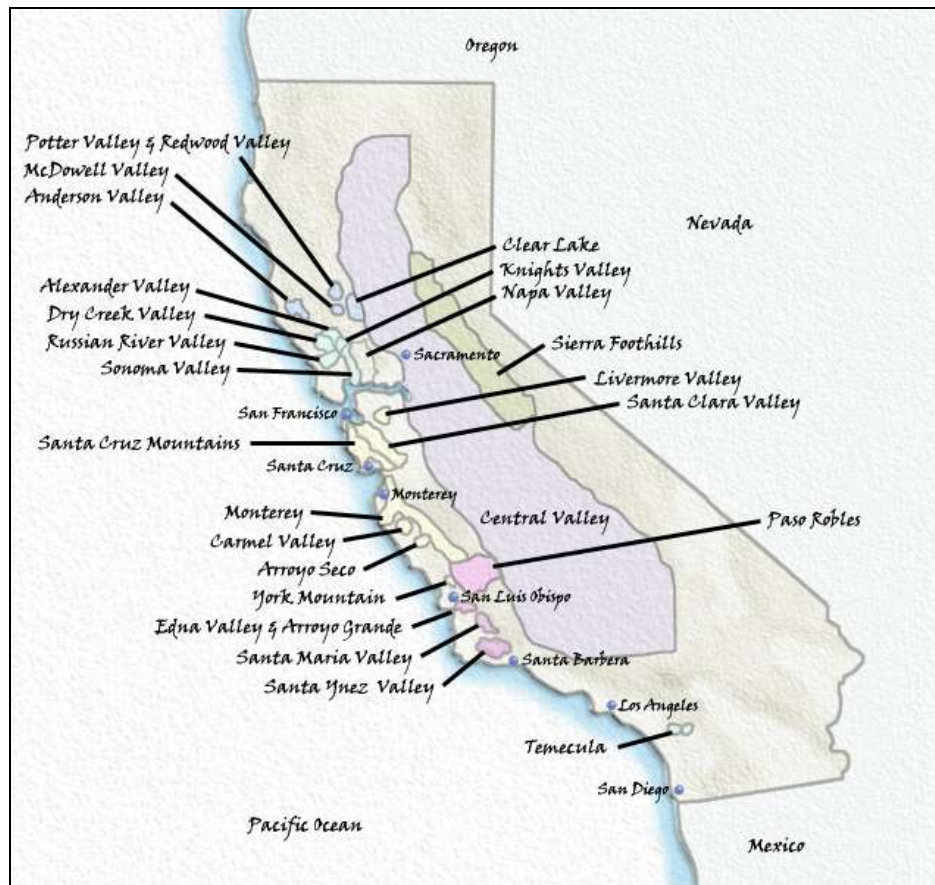 Oregon
Potter Valley & Redwood Valley
McDowell Valley
Anderson Valley
Nevada
Clear Lake
Knights Valley
Napa Valley
Alexander Valley
Dry Creek Valley
Russian River Valley
Sonoma Valley
Sacramento
Sierra Foothills
Livermore Valley
Santa Clara Valley
San Francisco
Santa Cruz Mountains
Santa Cruz
Monterey
Monterey
Central Valley
Paso Robles
Carmel Valley
Arroyo Seco
York Mountain
San Luis Obispo
Edna Valley & Arroyo Grande
Santa Maria Valley
Santa Barbera
Santa Ynez Valley
Los Angeles
Temecula
San Diego
Pacific Ocean
Mexico